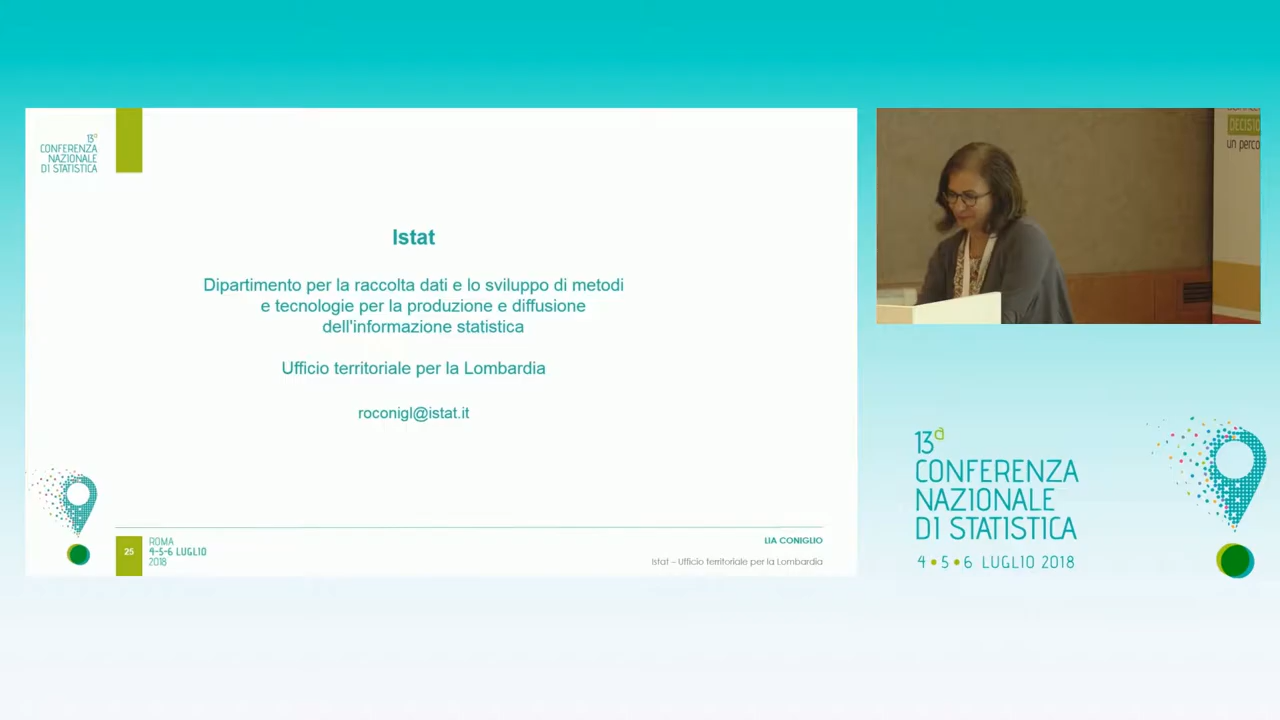 13a
CONFERENZA
NAZIONALE
DI STATISTICA
Istat
Dipartimento per la raccolta dati e lo sviluppo di metodi
e tecnologie per la produzione e diffusione
dell'informazione statistica
Ufficio territoriale per la Lombardia
roconigl@istat.it
25
ROMA
4-5-6 LUGLIO
2018
LIA CONIGLIO
Istat – Ufficio territoriale per la Lombardia
DECISIO
un perco
13a
CONFERENZA
NAZIONALE
DI STATISTICA
4 • 5 • 6 LUGLIO 2018